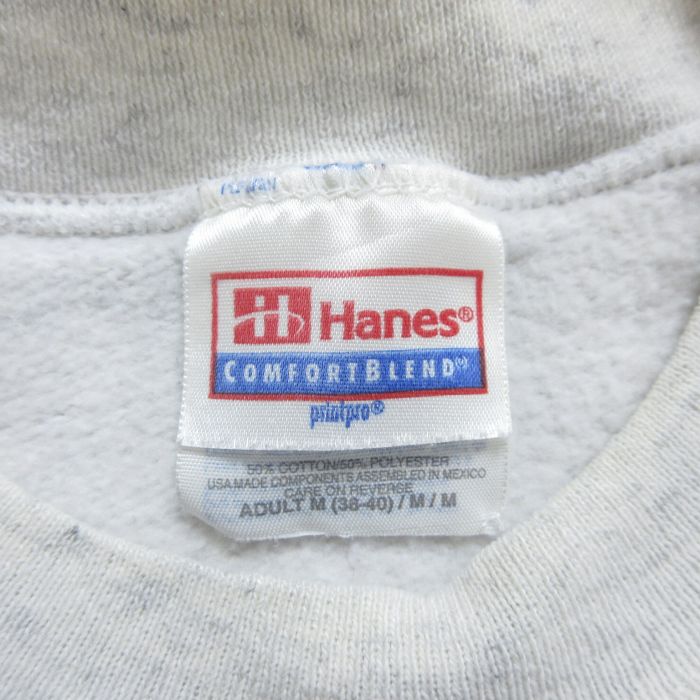 Hanes®
COMFORTBLEND
printpro®
50% COTTON/50% POLYESTER
USA MADE COMPONENTS ASSEMBLED IN MEXICO
CARE ON REVERSE
ADULT M (38-40) / M / M